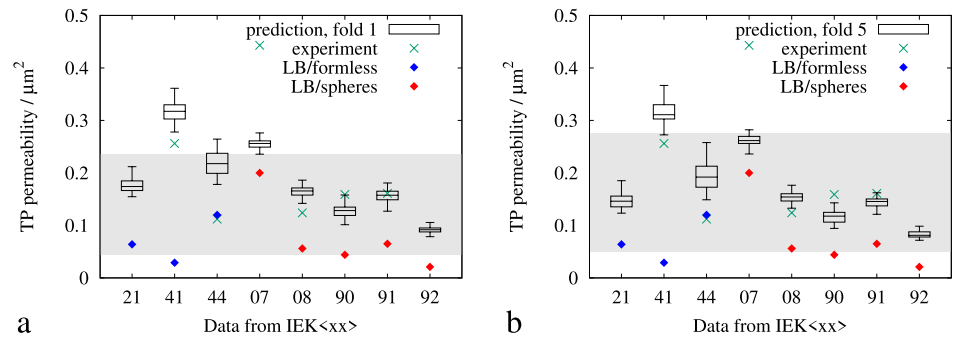 TP permeability / μm²
0.5
0.4
0.3
0.2
0.1
0
prediction, fold 1
experiment
LB/formless
LB/spheres
21 41 44 07 08 90 91 92
Data from IEK<xx>
a
TP permeability / μm²
0.5
0.4
0.3
0.2
0.1
0
prediction, fold 5
experiment
LB/formless
LB/spheres
21 41 44 07 08 90 91 92
Data from IEK<xx>
b